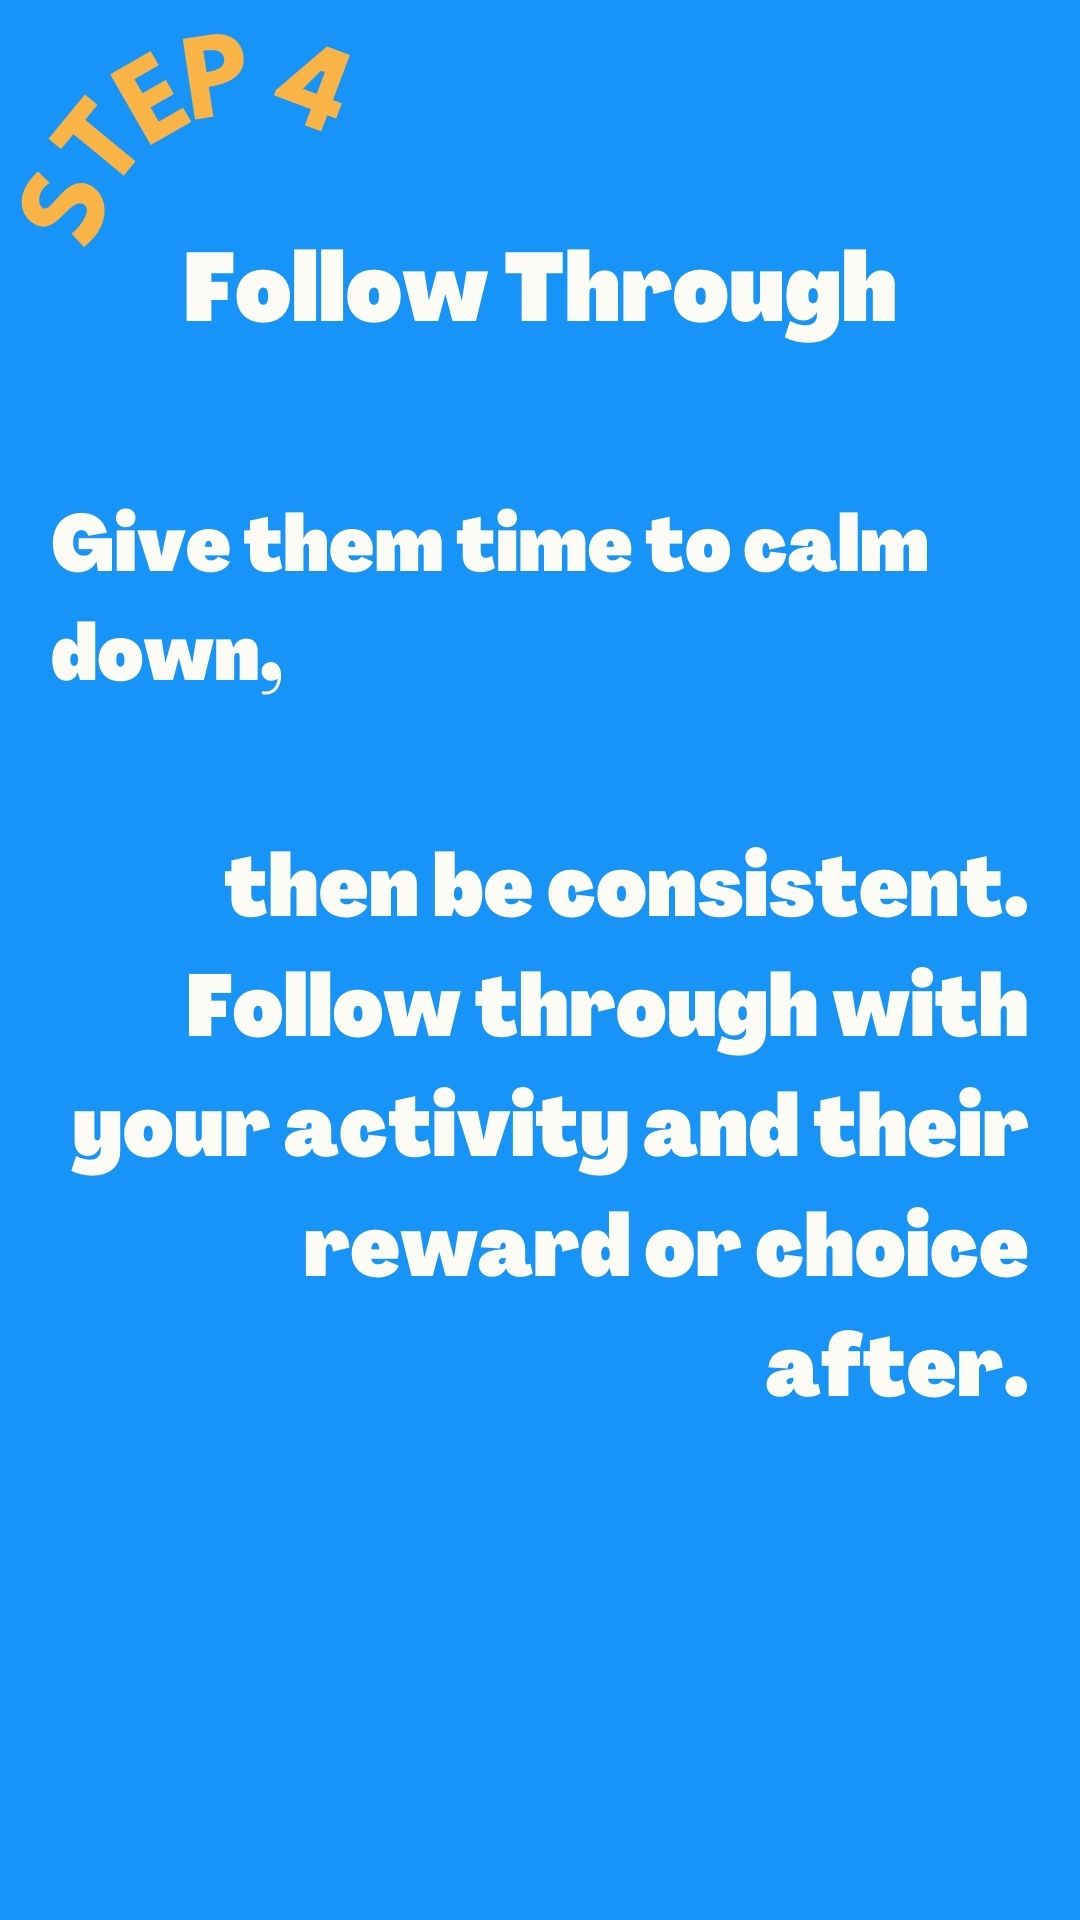 STEP 4
Follow Through
Give them time to calm
down,
then be consistent.
Follow through with
your activity and their
reward or choice
after.